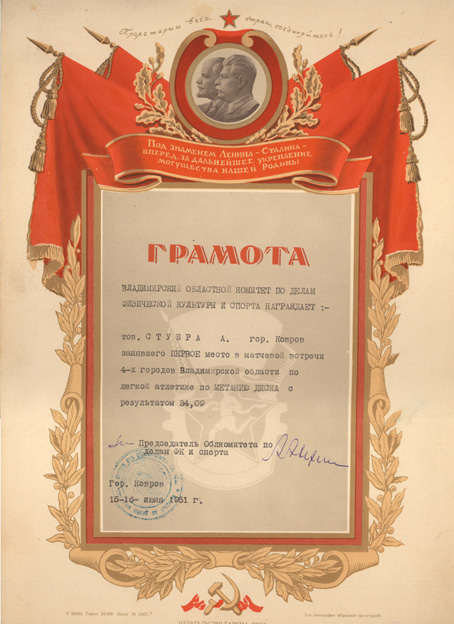 Пролетарии всех стран, соединяйтесь!
Под знаменем Ленина – Сталина –
вперед, за дальнейшее укрепление
могущества нашей Родины!
ГРАМОТА
ВЛАДИМИРСКИЙ ОБЛАСТНОЙ КОМИТЕТ ПО ДЕЛАМ
ФИЗИЧЕСКОЙ КУЛЬТУРЫ И СПОРТА НАГРАЖДАЕТ :-
тов. СТУБРА А. гор. Ковров
занявшего ПЕРВОЕ место в матчевой встречи
4-х городов Владимирской области по
легкой атлетике по МЕТАНИЮ ДИСКА с
результатом 34,09
Председатель Облкомитета по
делам ФК и спорта
Гор. Ковров
15-16- июня 1951 г.